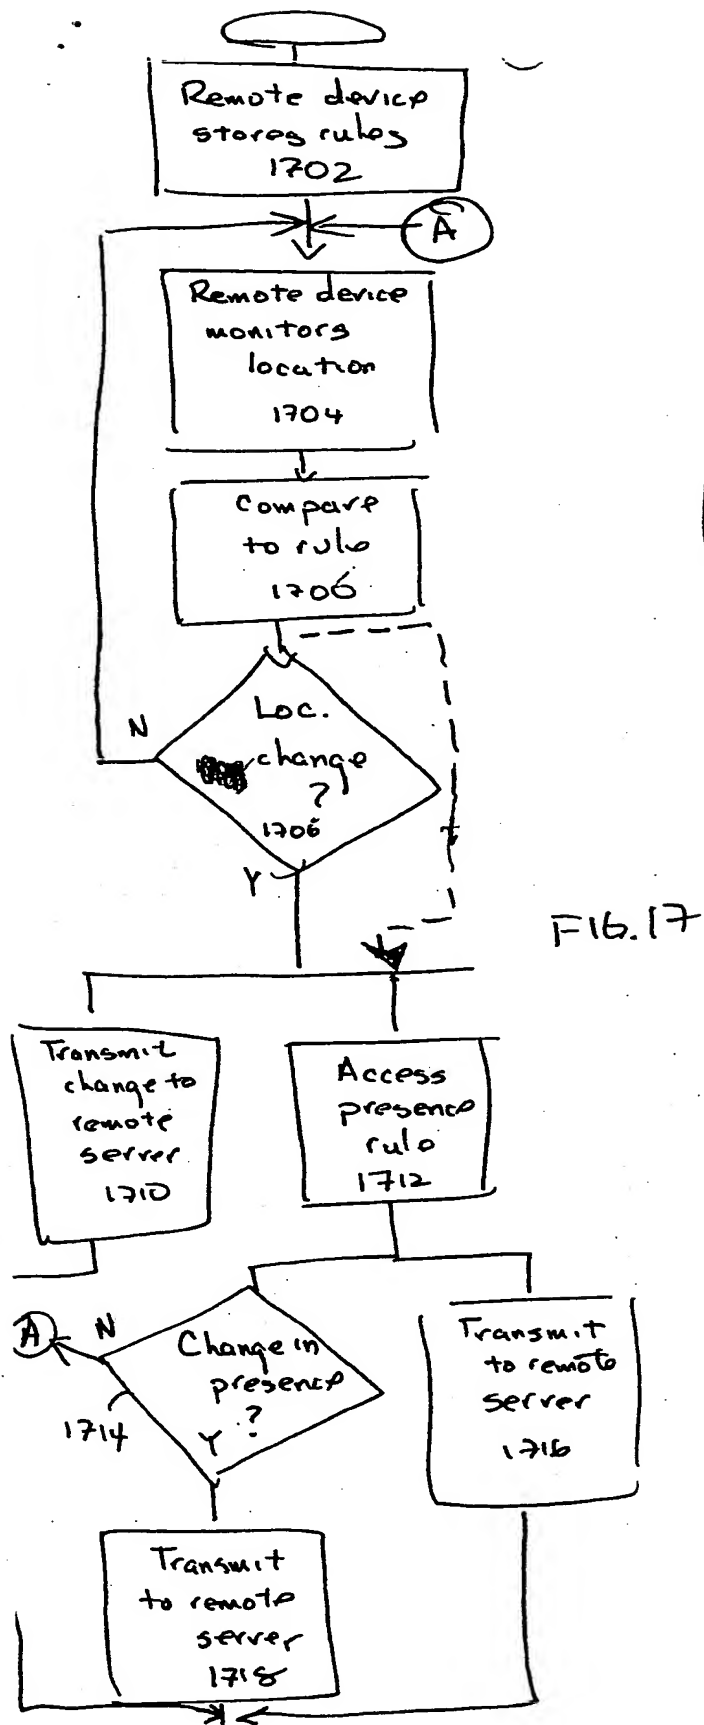 Remote device
stores rules
1702
A
Remote device
monitors
location
1704
Compare
to rule
1706
N
Loc.
change
?
1706
Y
FIG.17
Transmit
change to
remote
server
1710
Access
presence
rule
1712
A
N
Change in
presence
?
1714
Y
Transmit
to remote
server
1716
Transmit
to remote
server
1718